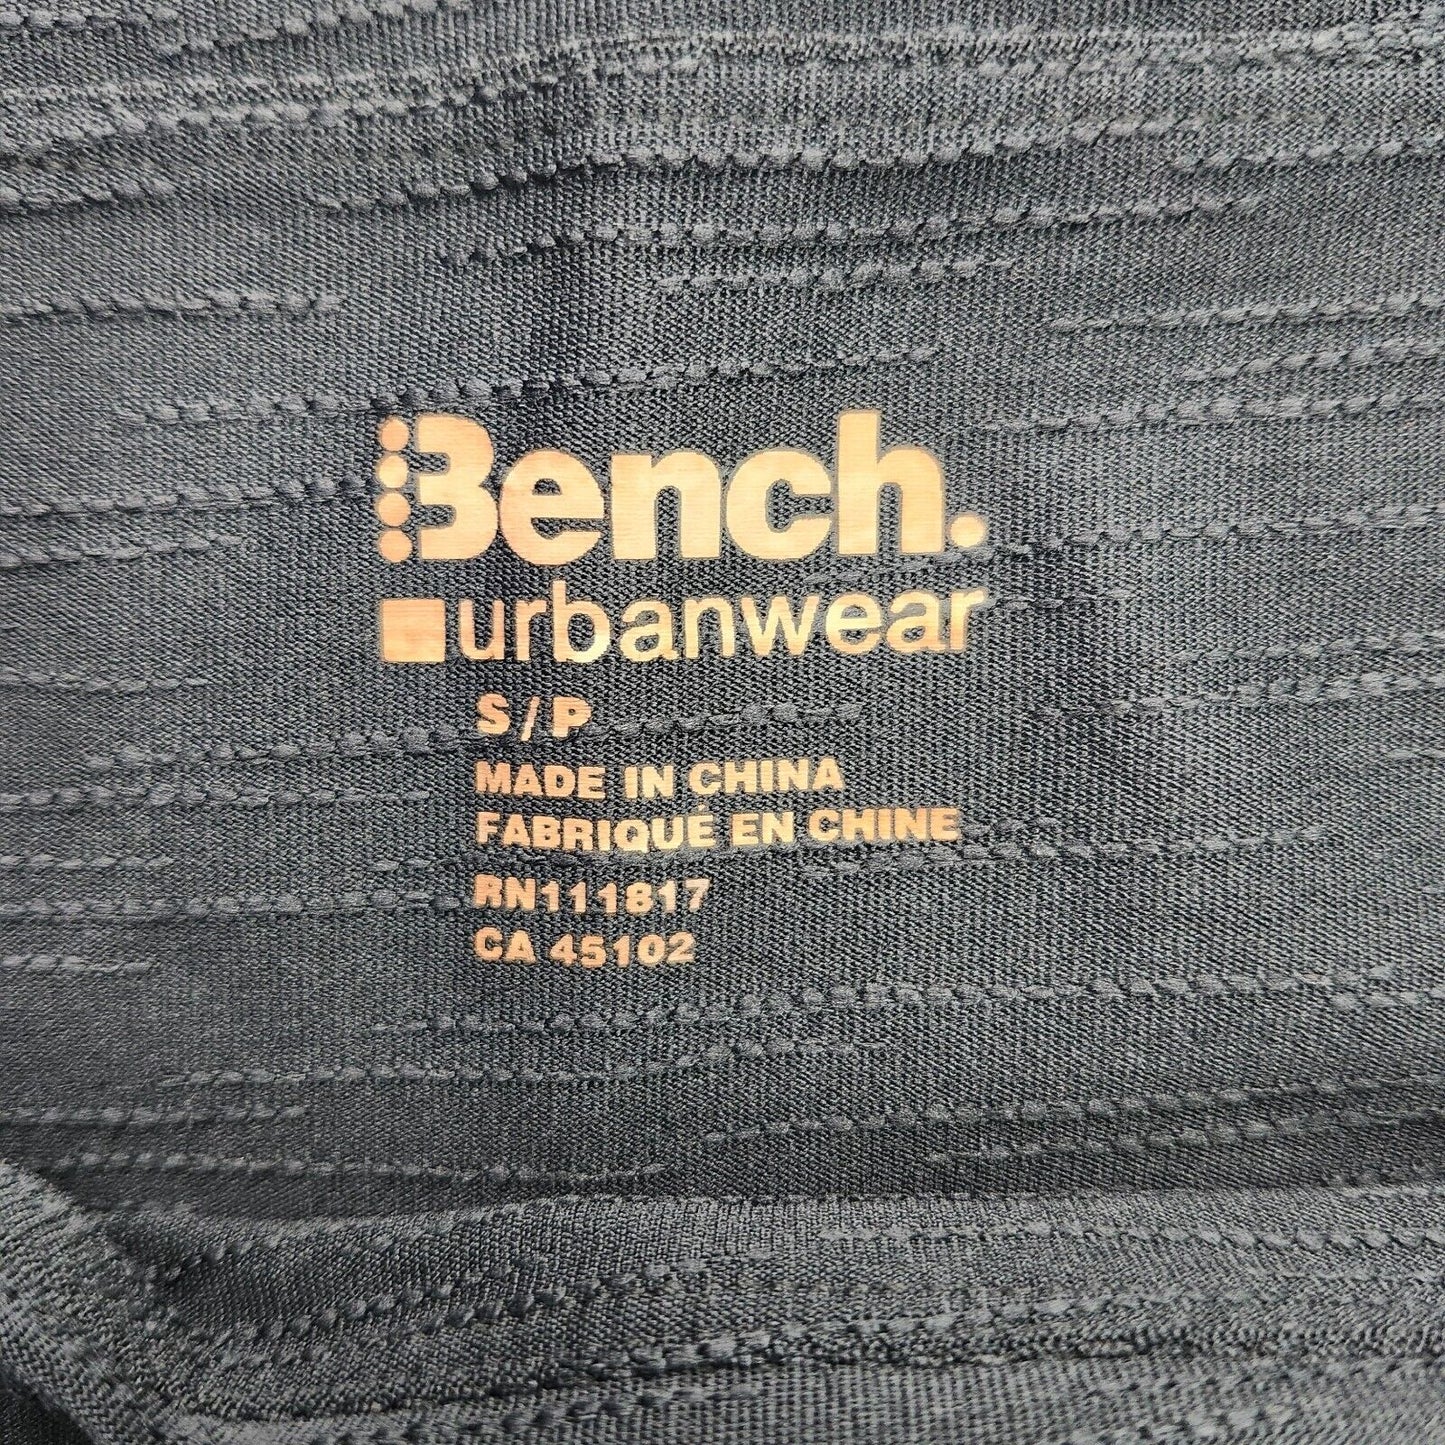 Bench.
urbanwear
S/P
MADE IN CHINA
FABRIQUÉ EN CHINE
RN111817
CA 45102